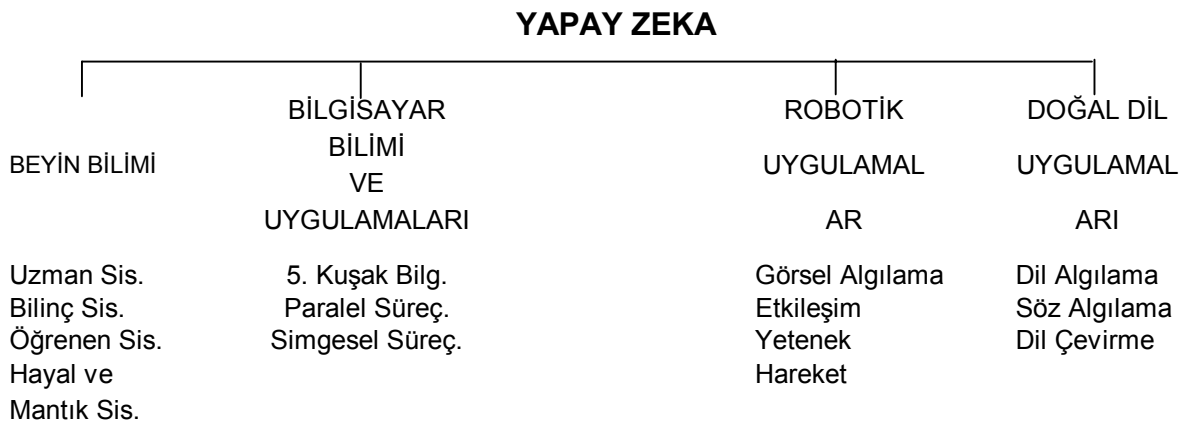 YAPAY ZEKA
BEYİN BİLİMİ
BİLGİSAYAR
BİLİMİ
VE
UYGULAMALARI
ROBOTİK
UYGULAMAL
AR
DOĞAL DİL
UYGULAMAL
ARI
Uzman Sis.
Bilinç Sis.
Öğrenen Sis.
Hayal ve
Mantık Sis.
5. Kuşak Bilg.
Paralel Süreç.
Simgesel Süreç.
Görsel Algılama
Etkileşim
Yetenek
Hareket
Dil Algılama
Söz Algılama
Dil Çevirme